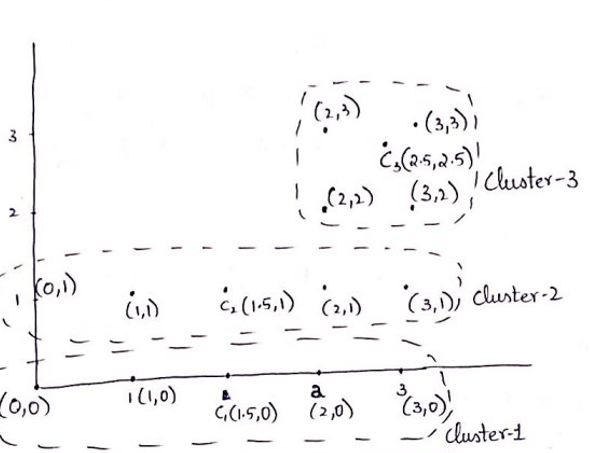 (2,3)
.(3,3)
3
C₃(2.5,2.5)
Cluster-3
(2,2)
(3,2)
2
(0,1)
1
(1,1)
C₂(1.5,1)
(2,1)
(3,1)
Cluster-2
(0,0)
1(1,0)
C₁(1.5,0)
2
(2,0)
3
(3,0)
Cluster-1